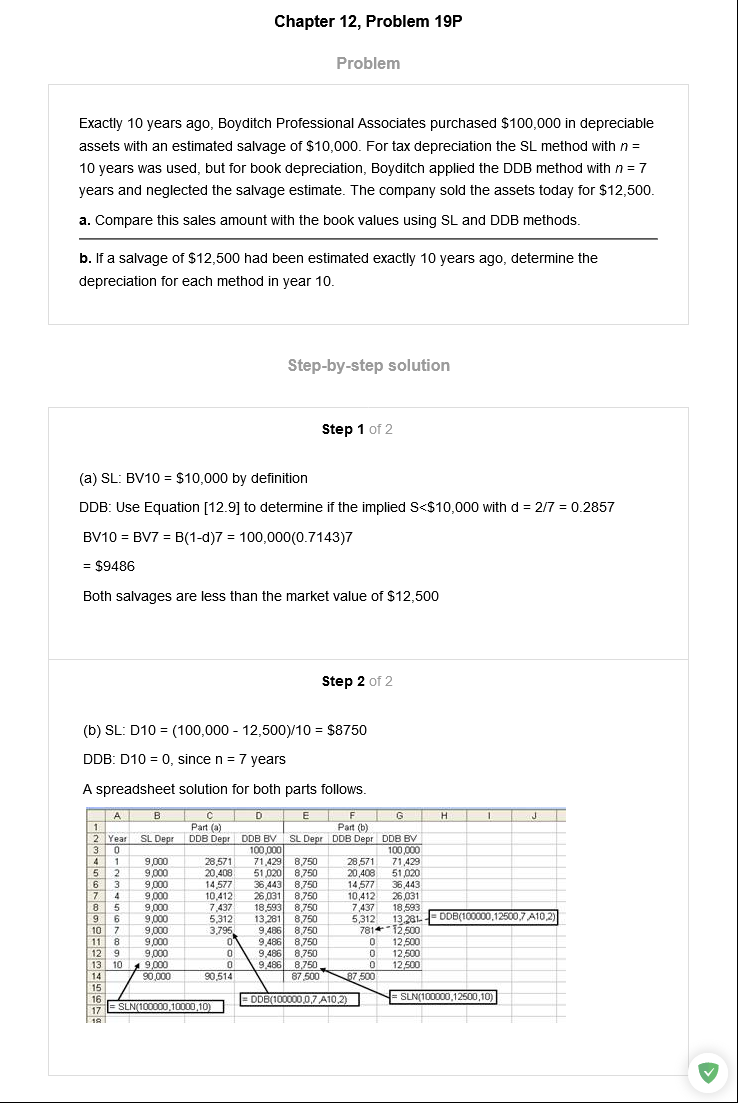 Chapter 12, Problem 19P
Problem
Exactly 10 years ago, Boyditch Professional Associates purchased $100,000 in depreciable
assets with an estimated salvage of $10,000. For tax depreciation the SL method with n =
10 years was used, but for book depreciation, Boyditch applied the DDB method with n = 7
years and neglected the salvage estimate. The company sold the assets today for $12,500.
a. Compare this sales amount with the book values using SL and DDB methods.
b. If a salvage of $12,500 had been estimated exactly 10 years ago, determine the
depreciation for each method in year 10.
Step-by-step solution
Step 1 of 2
(a) SL: BV10 = $10,000 by definition
DDB: Use Equation [12.9] to determine if the implied S<$10,000 with d = 2/7 = 0.2857
BV10 = BV7 = B(1-d)7 = 100,000(0.7143)7
= $9486
Both salvages are less than the market value of $12,500
Step 2 of 2
(b) SL: D10 = (100,000 - 12,500)/10 = $8750
DDB: D10 = 0, since n = 7 years
A spreadsheet solution for both parts follows.
A B C D E F G H I J
1 Part (a) Part (b)
2 Year SL Depr DDB Depr DDB BV SL Depr DDB Depr DDB BV
3 0 100,000 100,000
4 1 9,000 28,571 71,429 8,750 28,571 71,429
5 2 9,000 20,408 51,020 8,750 20,408 51,020
6 3 9,000 14,577 36,443 8,750 14,577 36,443
7 4 9,000 10,412 26,031 8,750 10,412 26,031
8 5 9,000 7,437 18,593 8,750 7,437 18,593
9 6 9,000 5,312 13,281 8,750 5,312 13,281 = DDB(100000,12500,7,A10,2)
10 7 9,000 3,795 9,486 8,750 781 12,500
11 8 9,000 0 9,486 8,750 0 12,500
12 9 9,000 0 9,486 8,750 0 12,500
13 10 9,000 0 9,486 8,750 0 12,500
14 90,000 90,514 87,500 87,500
15
16 = DDB(100000,0,7,A10,2) = SLN(100000,12500,10)
17 = SLN(100000,10000,10)
18